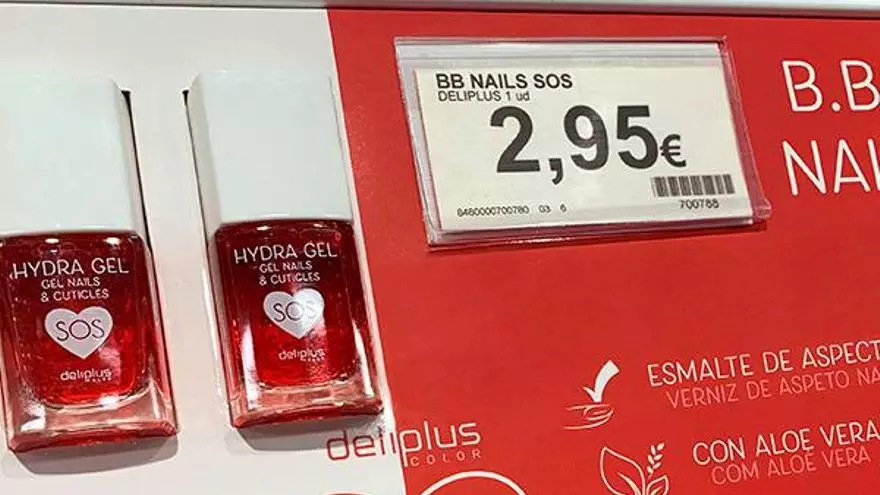 HYDRA GEL
GEL NAILS
& CUTICLES
SOS
deliplus
HYDRA GEL
GEL NAILS
& CUTICLES
SOS
deliplus
BB NAILS SOS
DELIPLUS 1 ud
2,95€
8480000700780 03 6
700788
B.B
NAI
deliplus
COLOR
ESMALTE DE ASPECT
VERNIZ DE ASPETO NA
CON ALOE VERA
COM ALOE VERA